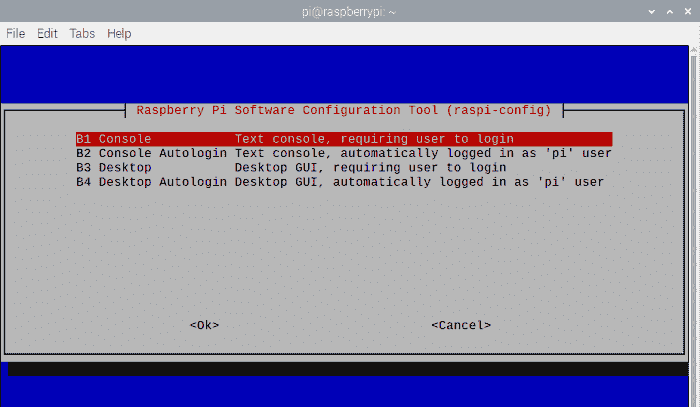 pi@raspberrypi: ~
File Edit Tabs Help
Raspberry Pi Software Configuration Tool (raspi-config)
B1 Console Text console, requiring user to login
B2 Console Autologin Text console, automatically logged in as 'pi' user
B3 Desktop Desktop GUI, requiring user to login
B4 Desktop Autologin Desktop GUI, automatically logged in as 'pi' user
<Ok> <Cancel>